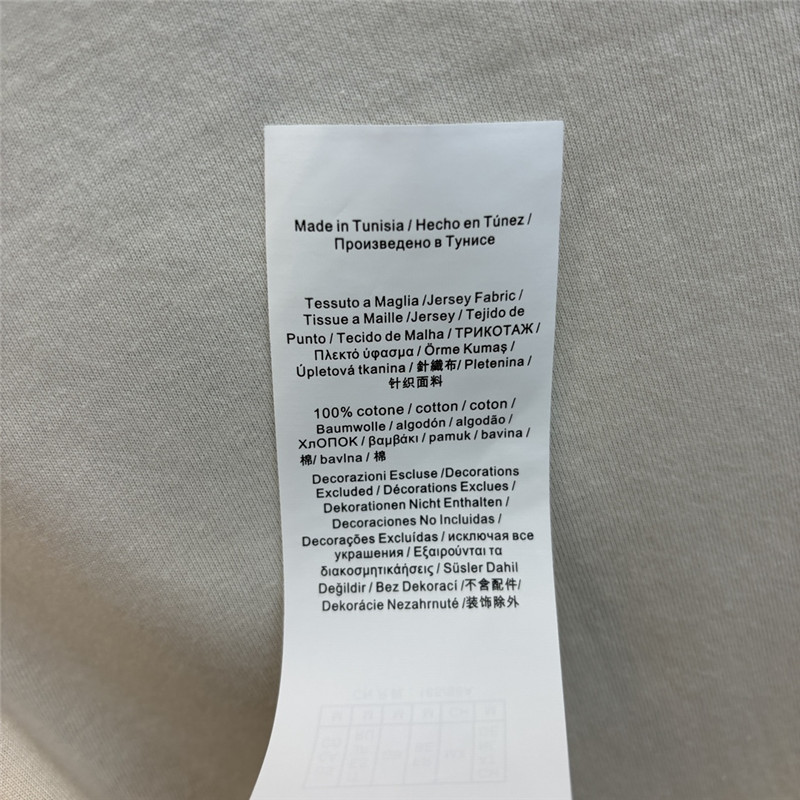 Made in Tunisia / Hecho en Túnez /
Произведено в Тунисе
Tessuto a Maglia /Jersey Fabric /
Tissue a Maille /Jersey / Tejido de
Punto / Tecido de Malha / ТРИКОТАЖ /
Πλεκτό ύφασμα / Örme Kumaş /
Úpletová tkanina / 針織布/ Pletenina /
针织面料
100% cotone / cotton / coton /
Baumwolle / algodón / algodão /
ХлОПОК / βαμβάκι / pamuk / bavina /
棉/ bavlna / 棉
Decorazioni Escluse /Decorations
Excluded / Décorations Exclues /
Dekorationen Nicht Enthalten /
Decoraciones No Incluidas /
Decorações Excluídas / исключая все
украшения / Εξαιρούνται τα
διακοσμητικάήσεις / Süsler Dahil
Değildir / Bez Dekorací /不含配件/
Dekorácie Nezahrnuté /装饰除外